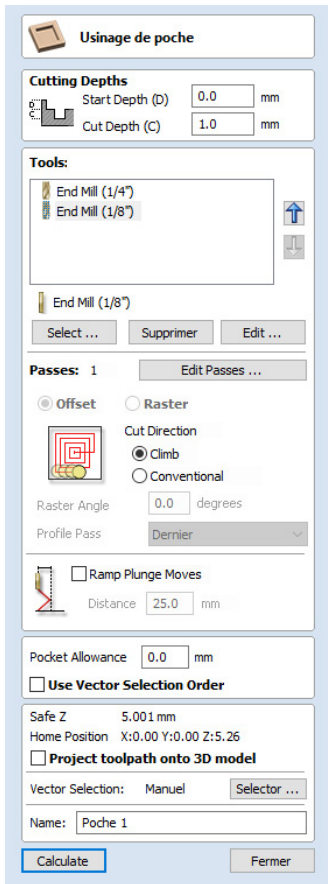 Usinage de poche
Cutting Depths
Start Depth (D) 0.0 mm
Cut Depth (C) 1.0 mm
Tools:
End Mill (1/4")
End Mill (1/8")
End Mill (1/8")
Select ... Supprimer Edit ...
Passes: 1 Edit Passes ...
Offset Raster
Cut Direction
Climb
Conventional
Raster Angle 0.0 degrees
Profile Pass Dernier
Ramp Plunge Moves
Distance 25.0 mm
Pocket Allowance 0.0 mm
Use Vector Selection Order
Safe Z 5.001 mm
Home Position X:0.00 Y:0.00 Z:5.26
Project toolpath onto 3D model
Vector Selection: Manuel Selector ...
Name: Poche 1
Calculate Fermer